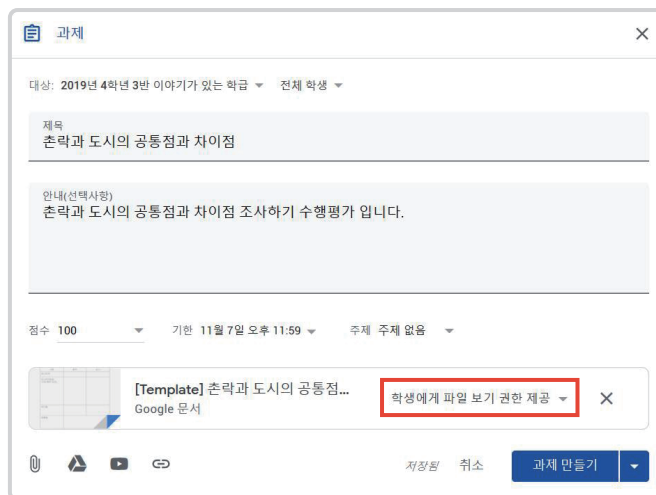 과제
대상: 2019년 4학년 3반 이야기가 있는 학급 전체 학생
제목
촌락과 도시의 공통점과 차이점
안내(선택사항)
촌락과 도시의 공통점과 차이점 조사하기 수행평가 입니다.
점수 100 기한 11월 7일 오후 11:59 주제 주제 없음
[Template] 촌락과 도시의 공통점...
Google 문서
학생에게 파일 보기 권한 제공
저장됨 취소 과제 만들기